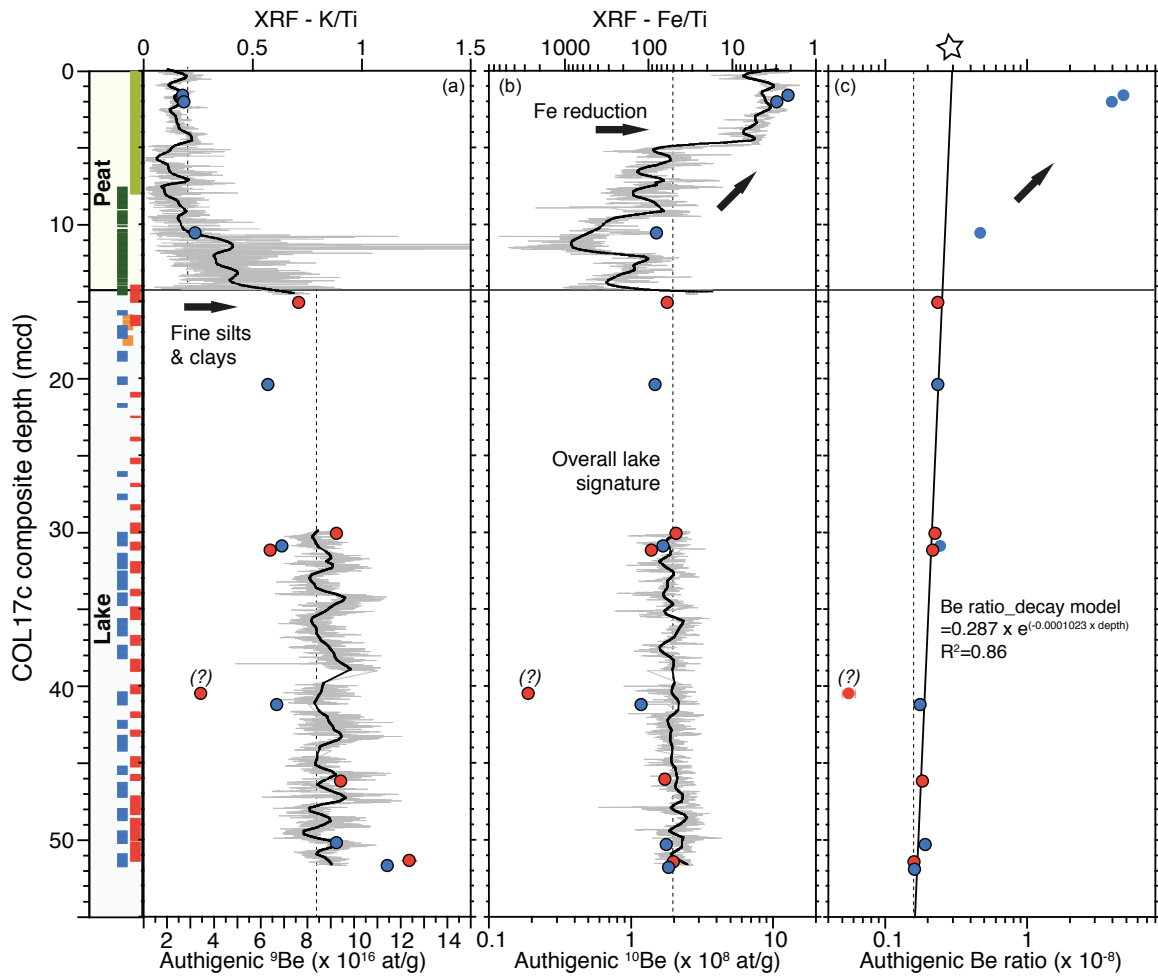 XRF - K/Ti
XRF - Fe/Ti
0 0.5 1 1.5
1000 100 10 1
COL17c composite depth (mcd)
Peat
Lake
0
10
20
30
40
50
(a)
(b)
(c)
Fe reduction
Fine silts
& clays
Overall lake
signature
(?)
(?)
Be ratio_decay model
=0.287 x e(-0.0001023 x depth)
R2=0.86
2 4 6 8 10 12 14
0.1 1 10
0.1 1
Authigenic 9Be (x 1016 at/g)
Authigenic 10Be (x 108 at/g)
Authigenic Be ratio (x 10-8)